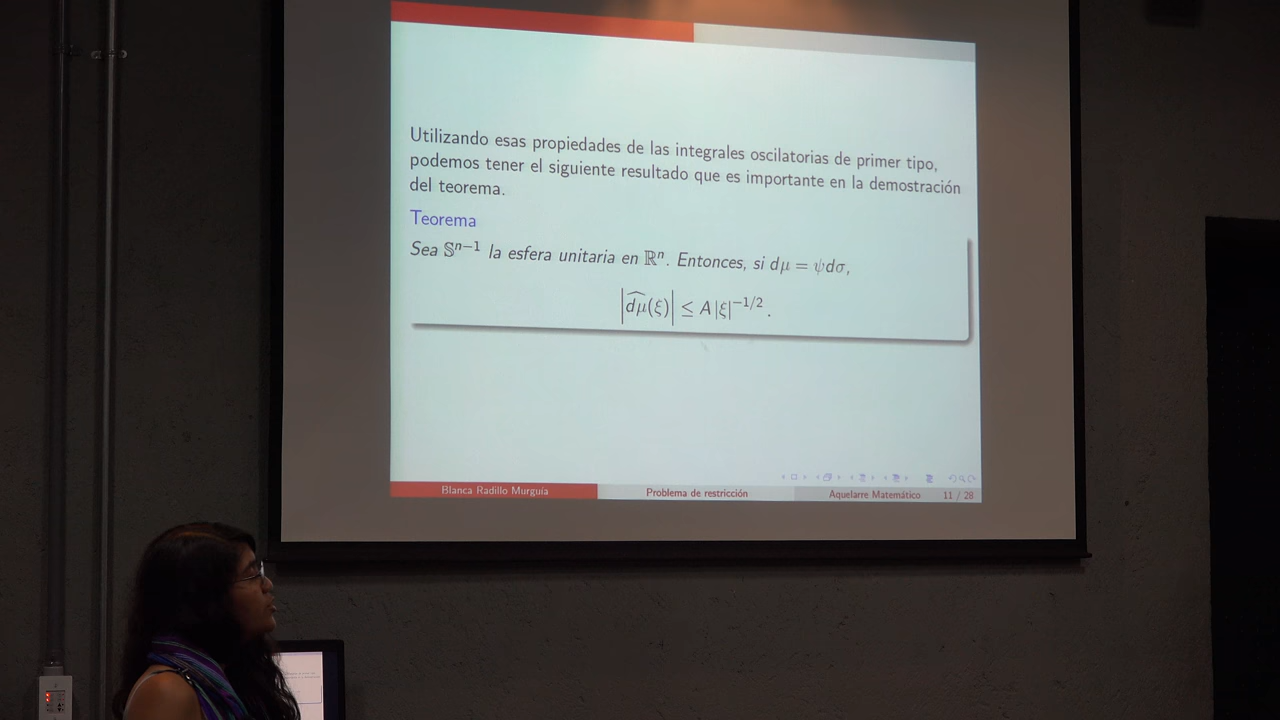 Utilizando esas propiedades de las integrales oscilatorias de primer tipo,
podemos tener el siguiente resultado que es importante en la demostración
del teorema.
Teorema
Sea 𝕊ⁿ⁻¹ la esfera unitaria en ℝⁿ. Entonces, si dμ = ψdσ,
|d͡μ(ξ)| ≤ A|ξ|⁻¹ᐟ².
Blanca Radillo Murguía Problema de restricción Aquelarre Matemático 11 / 28